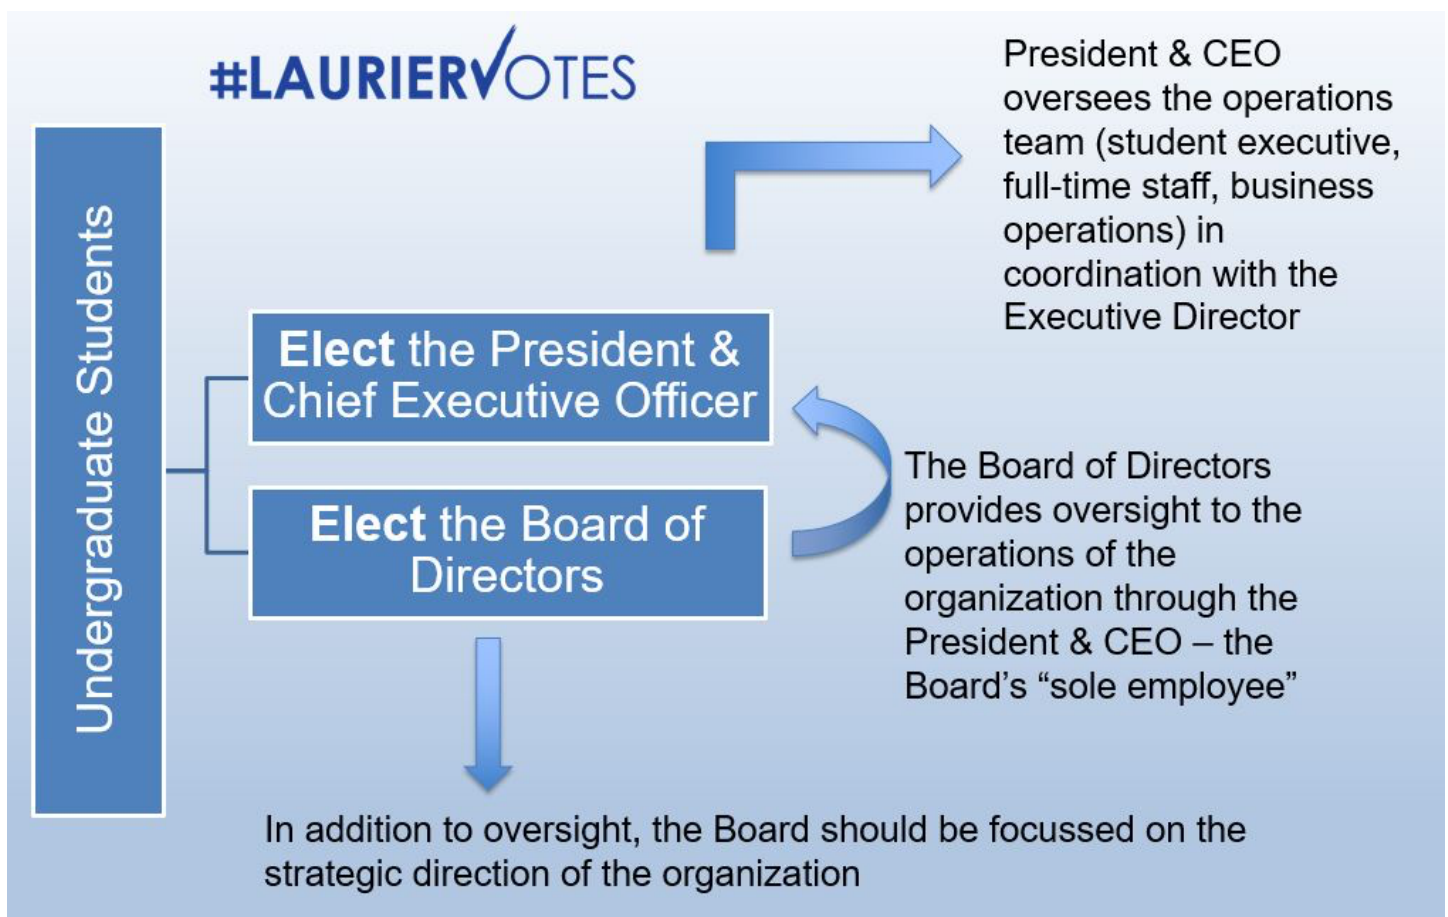 #LAURIERVOTES
President & CEO
oversees the operations
team (student executive,
full-time staff, business
operations) in
coordination with the
Executive Director
Undergraduate Students
Elect the President &
Chief Executive Officer
Elect the Board of
Directors
The Board of Directors
provides oversight to the
operations of the
organization through the
President & CEO – the
Board’s “sole employee”
In addition to oversight, the Board should be focussed on the
strategic direction of the organization